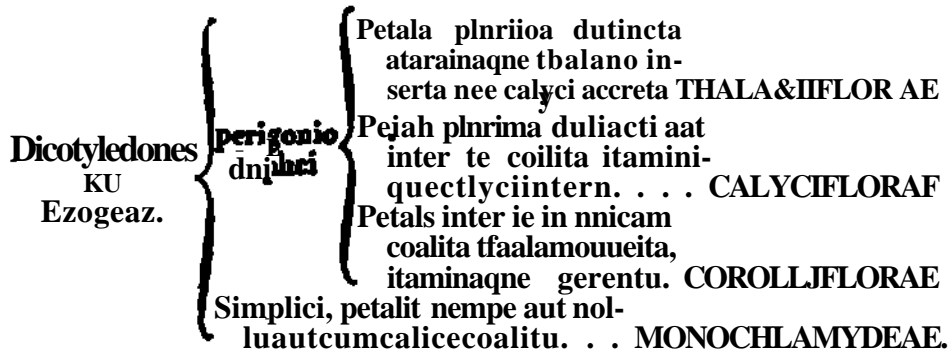 Petala plnriioa dutincta
atarainaqne tbalano in-
serta nee calyci accreta THALA&IIFLOR AE
Dicotyledones
KU
Ezogeaz.
perigonio
dniphci
Peiah plnrima duliacti aat
inter te coilita itamini-
quectlyciintern. . . . CALYCIFLORAF
Petals inter ie in nnicam
coalita tfaalamouueita,
itaminaqne gerentu. COROLLJFLORAE
Simplici, petalit nempe aut nol-
luautcumcalicecoalitu. . . MONOCHLAMYDEAE.